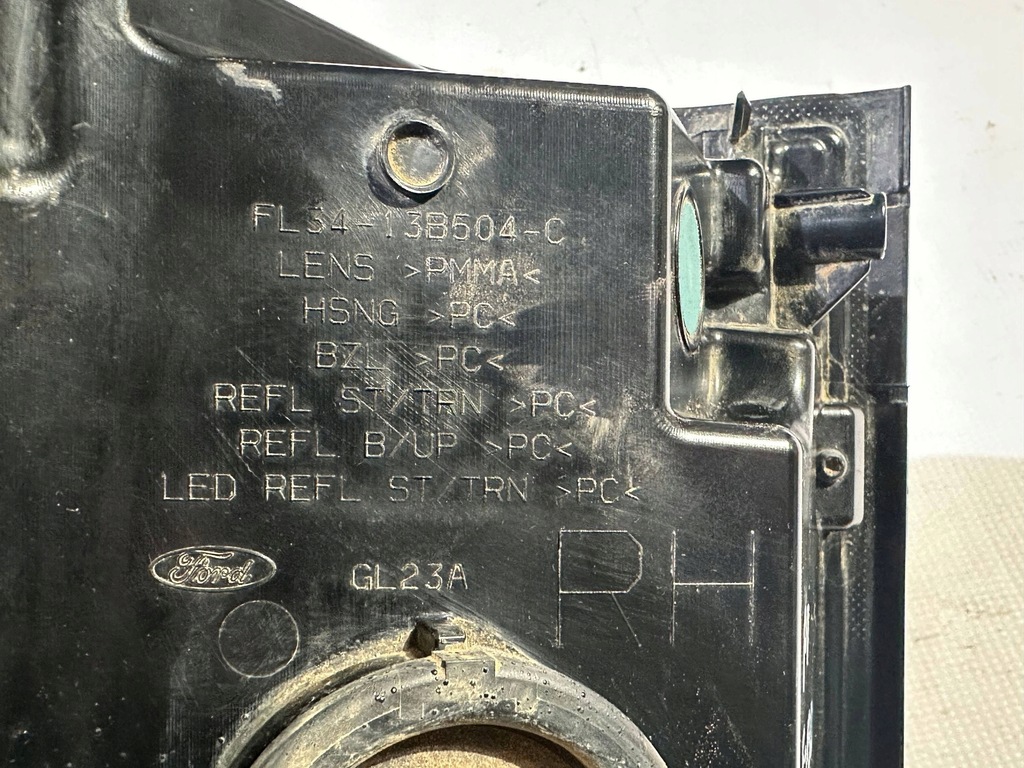 FL34-13B504-C
LENS >PMMA<
HSNG >PC<
BZL >PC<
REFL ST/TRN >PC<
REFL B/UP >PC<
LED REFL ST/TRN >PC<
Ford
GL23A
RH